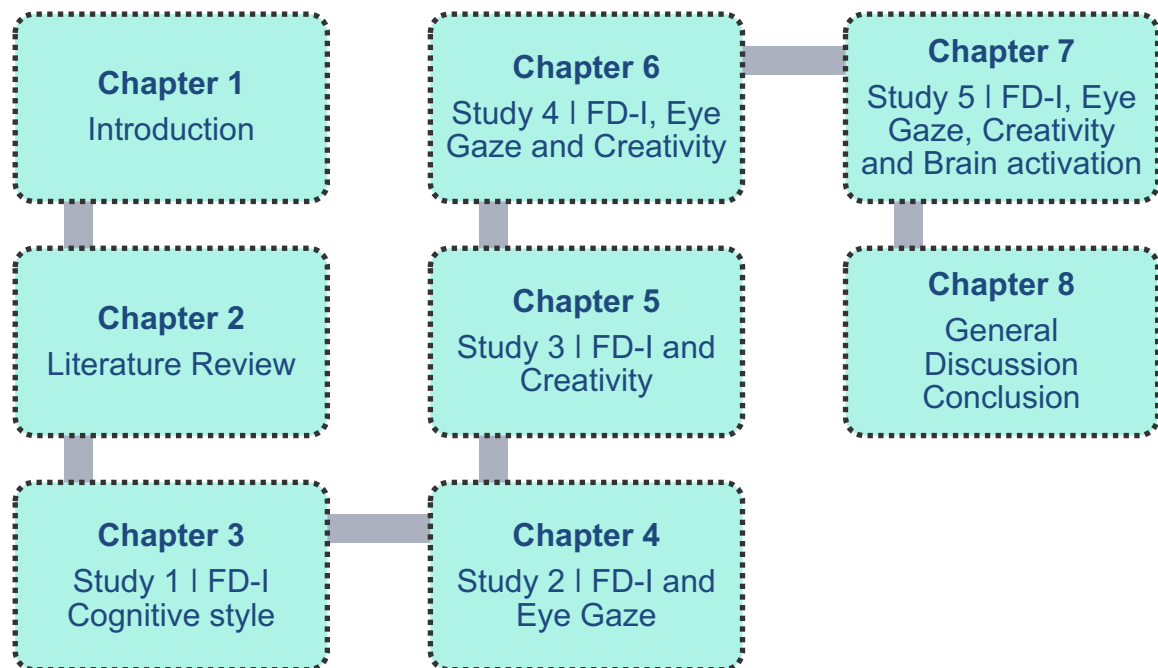 Chapter 1
Introduction
Chapter 2
Literature Review
Chapter 3
Study 1 | FD-I
Cognitive style
Chapter 4
Study 2 | FD-I and
Eye Gaze
Chapter 5
Study 3 | FD-I and
Creativity
Chapter 6
Study 4 | FD-I, Eye
Gaze and Creativity
Chapter 7
Study 5 | FD-I, Eye
Gaze, Creativity
and Brain activation
Chapter 8
General
Discussion
Conclusion